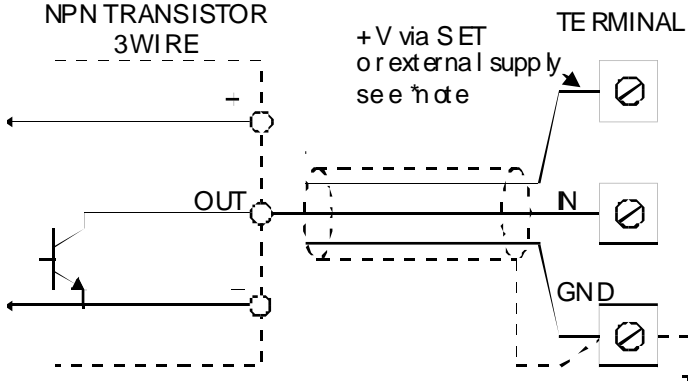 NPN TRANSISTOR
3WIRE
+V via SET
or external supply
see *note
TERMINAL
+
OUT
IN
–
GND